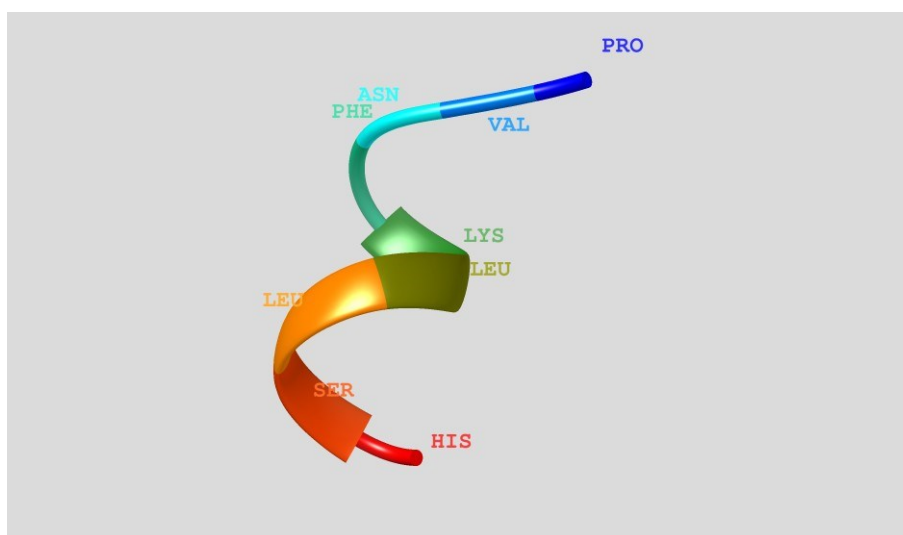 PRO
ASN
PHE
VAL
LYS
LEU
LEU
SER
HIS